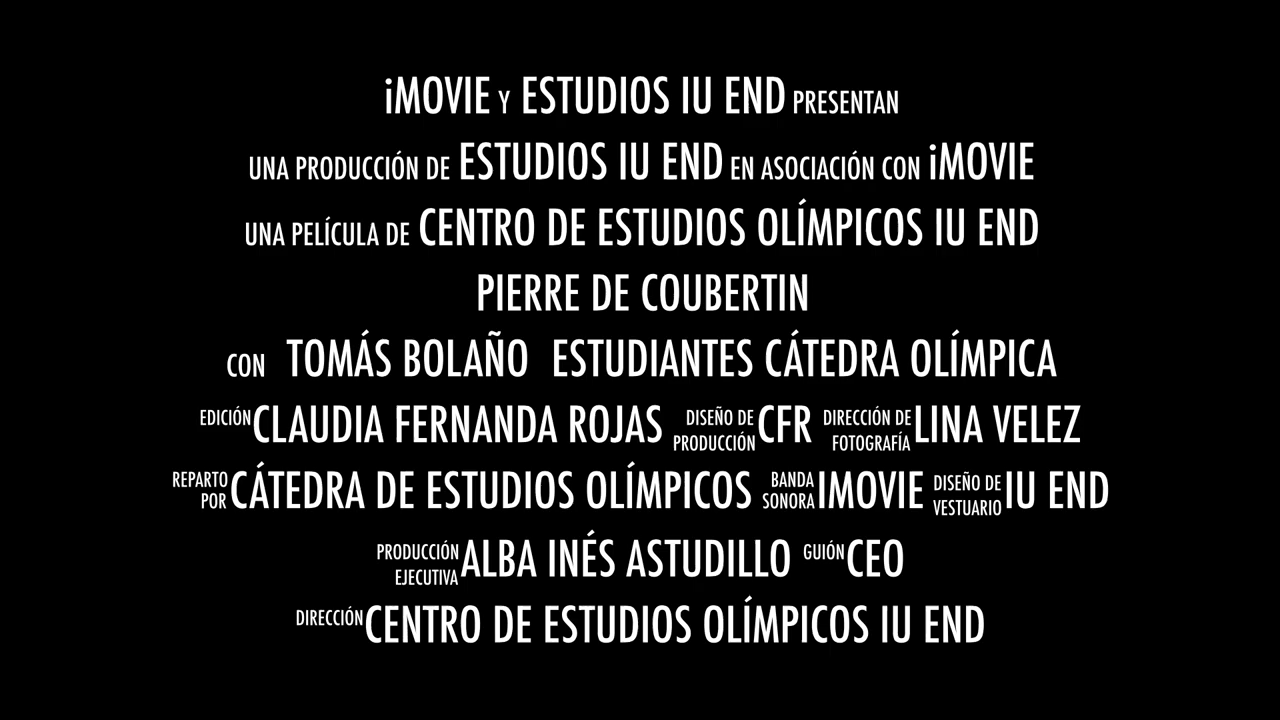 iMOVIE Y ESTUDIOS IU END PRESENTAN
UNA PRODUCCIÓN DE ESTUDIOS IU END EN ASOCIACIÓN CON iMOVIE
UNA PELÍCULA DE CENTRO DE ESTUDIOS OLÍMPICOS IU END
PIERRE DE COUBERTIN
CON TOMÁS BOLAÑO ESTUDIANTES CÁTEDRA OLÍMPICA
EDICIÓN CLAUDIA FERNANDA ROJAS DISEÑO DE PRODUCCIÓN CFR DIRECCIÓN DE FOTOGRAFÍA LINA VELEZ
REPARTO POR CÁTEDRA DE ESTUDIOS OLÍMPICOS BANDA SONORA IMOVIE DISEÑO DE VESTUARIO IU END
PRODUCCIÓN EJECUTIVA ALBA INÉS ASTUDILLO GUIÓN CEO
DIRECCIÓN CENTRO DE ESTUDIOS OLÍMPICOS IU END